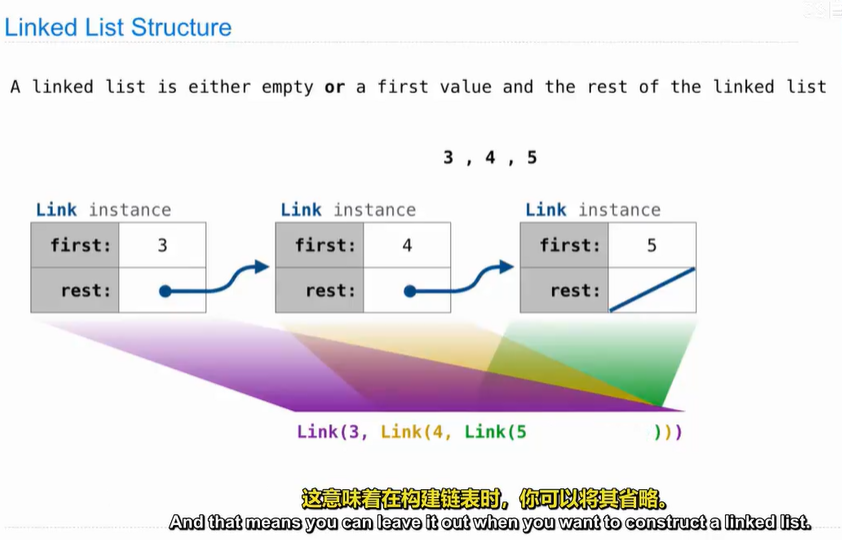 Linked List Structure
A linked list is either empty or a first value and the rest of the linked list
3 , 4 , 5
Link instance Link instance Link instance
first: 3 first: 4 first: 5
rest: rest: rest:
Link(3, Link(4, Link(5 )))
这意味着在构建链表时，你可以将其省略。
And that means you can leave it out when you want to construct a linked list.